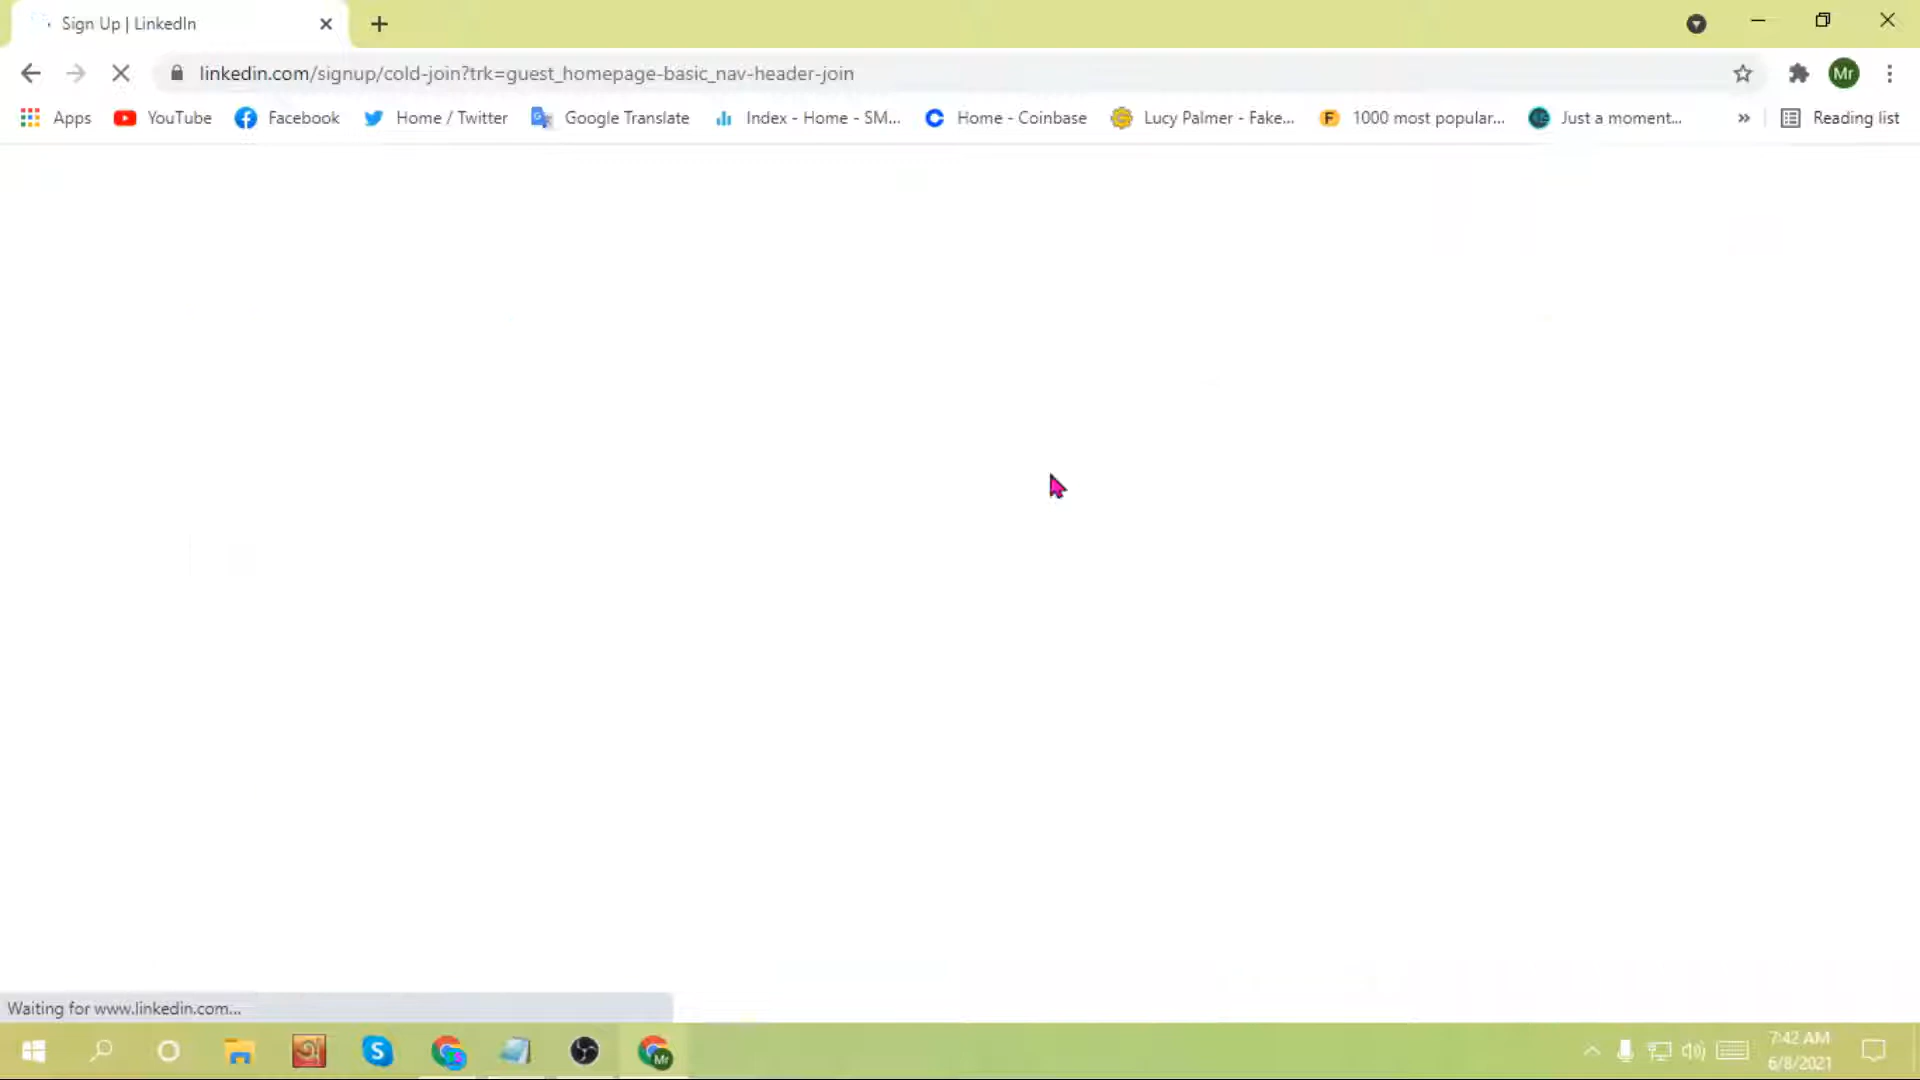 Sign Up | LinkedIn
linkedin.com/signup/cold-join?trk=guest_homepage-basic_nav-header-join
Mr
Apps YouTube Facebook Home / Twitter Google Translate Index - Home - SM... Home - Coinbase Lucy Palmer - Fake... F 1000 most popular... Just a moment... » Reading list
Waiting for www.linkedin.com...
S Mr
7:42 AM
6/8/2021